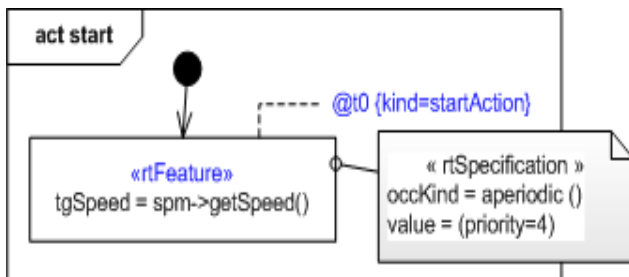 act start
@t0 {kind=startAction}
«rtFeature»
tgSpeed = spm->getSpeed()
« rtSpecification »
occKind = aperiodic ()
value = (priority=4)